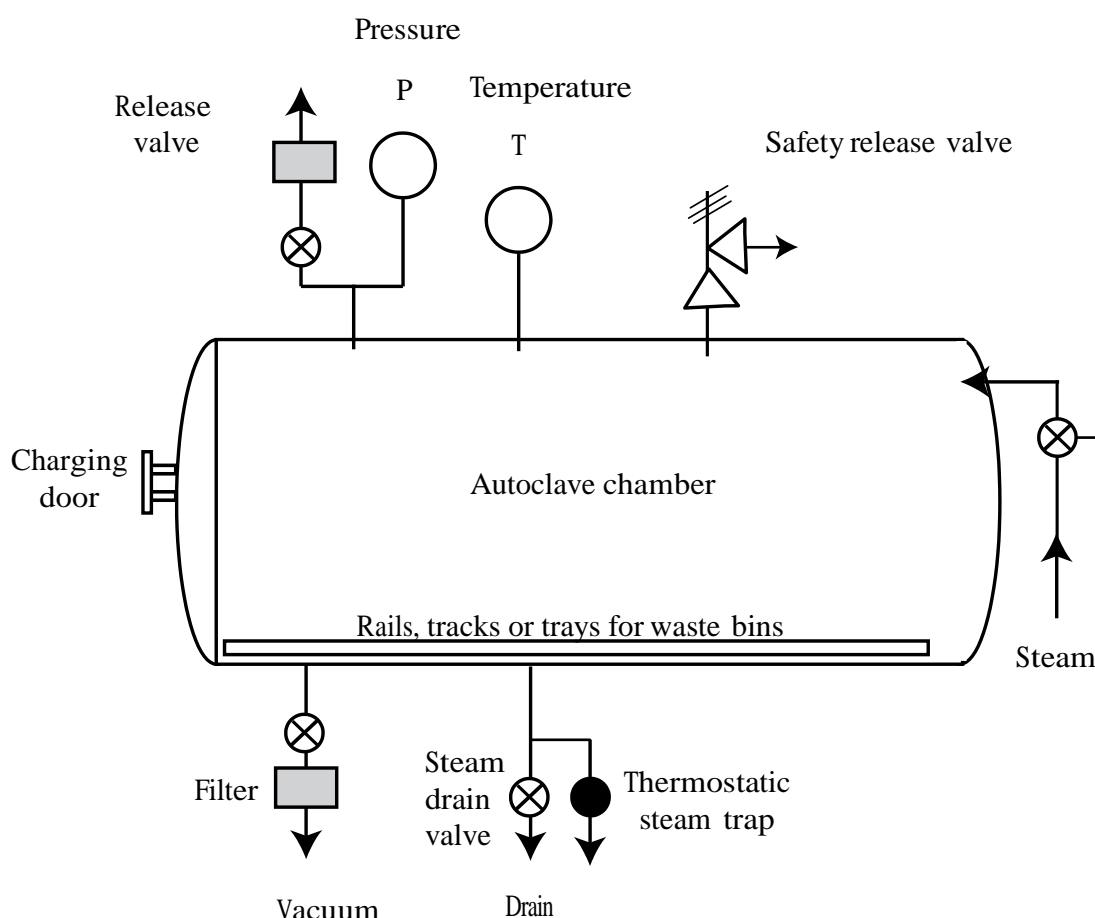 Pressure
P
Temperature
Release
valve
T
Safety release valve
Charging
door
Autoclave chamber
Rails, tracks or trays for waste bins
Steam
Filter
Steam
drain
valve
Thermostatic
steam trap
Vacuum
Drain